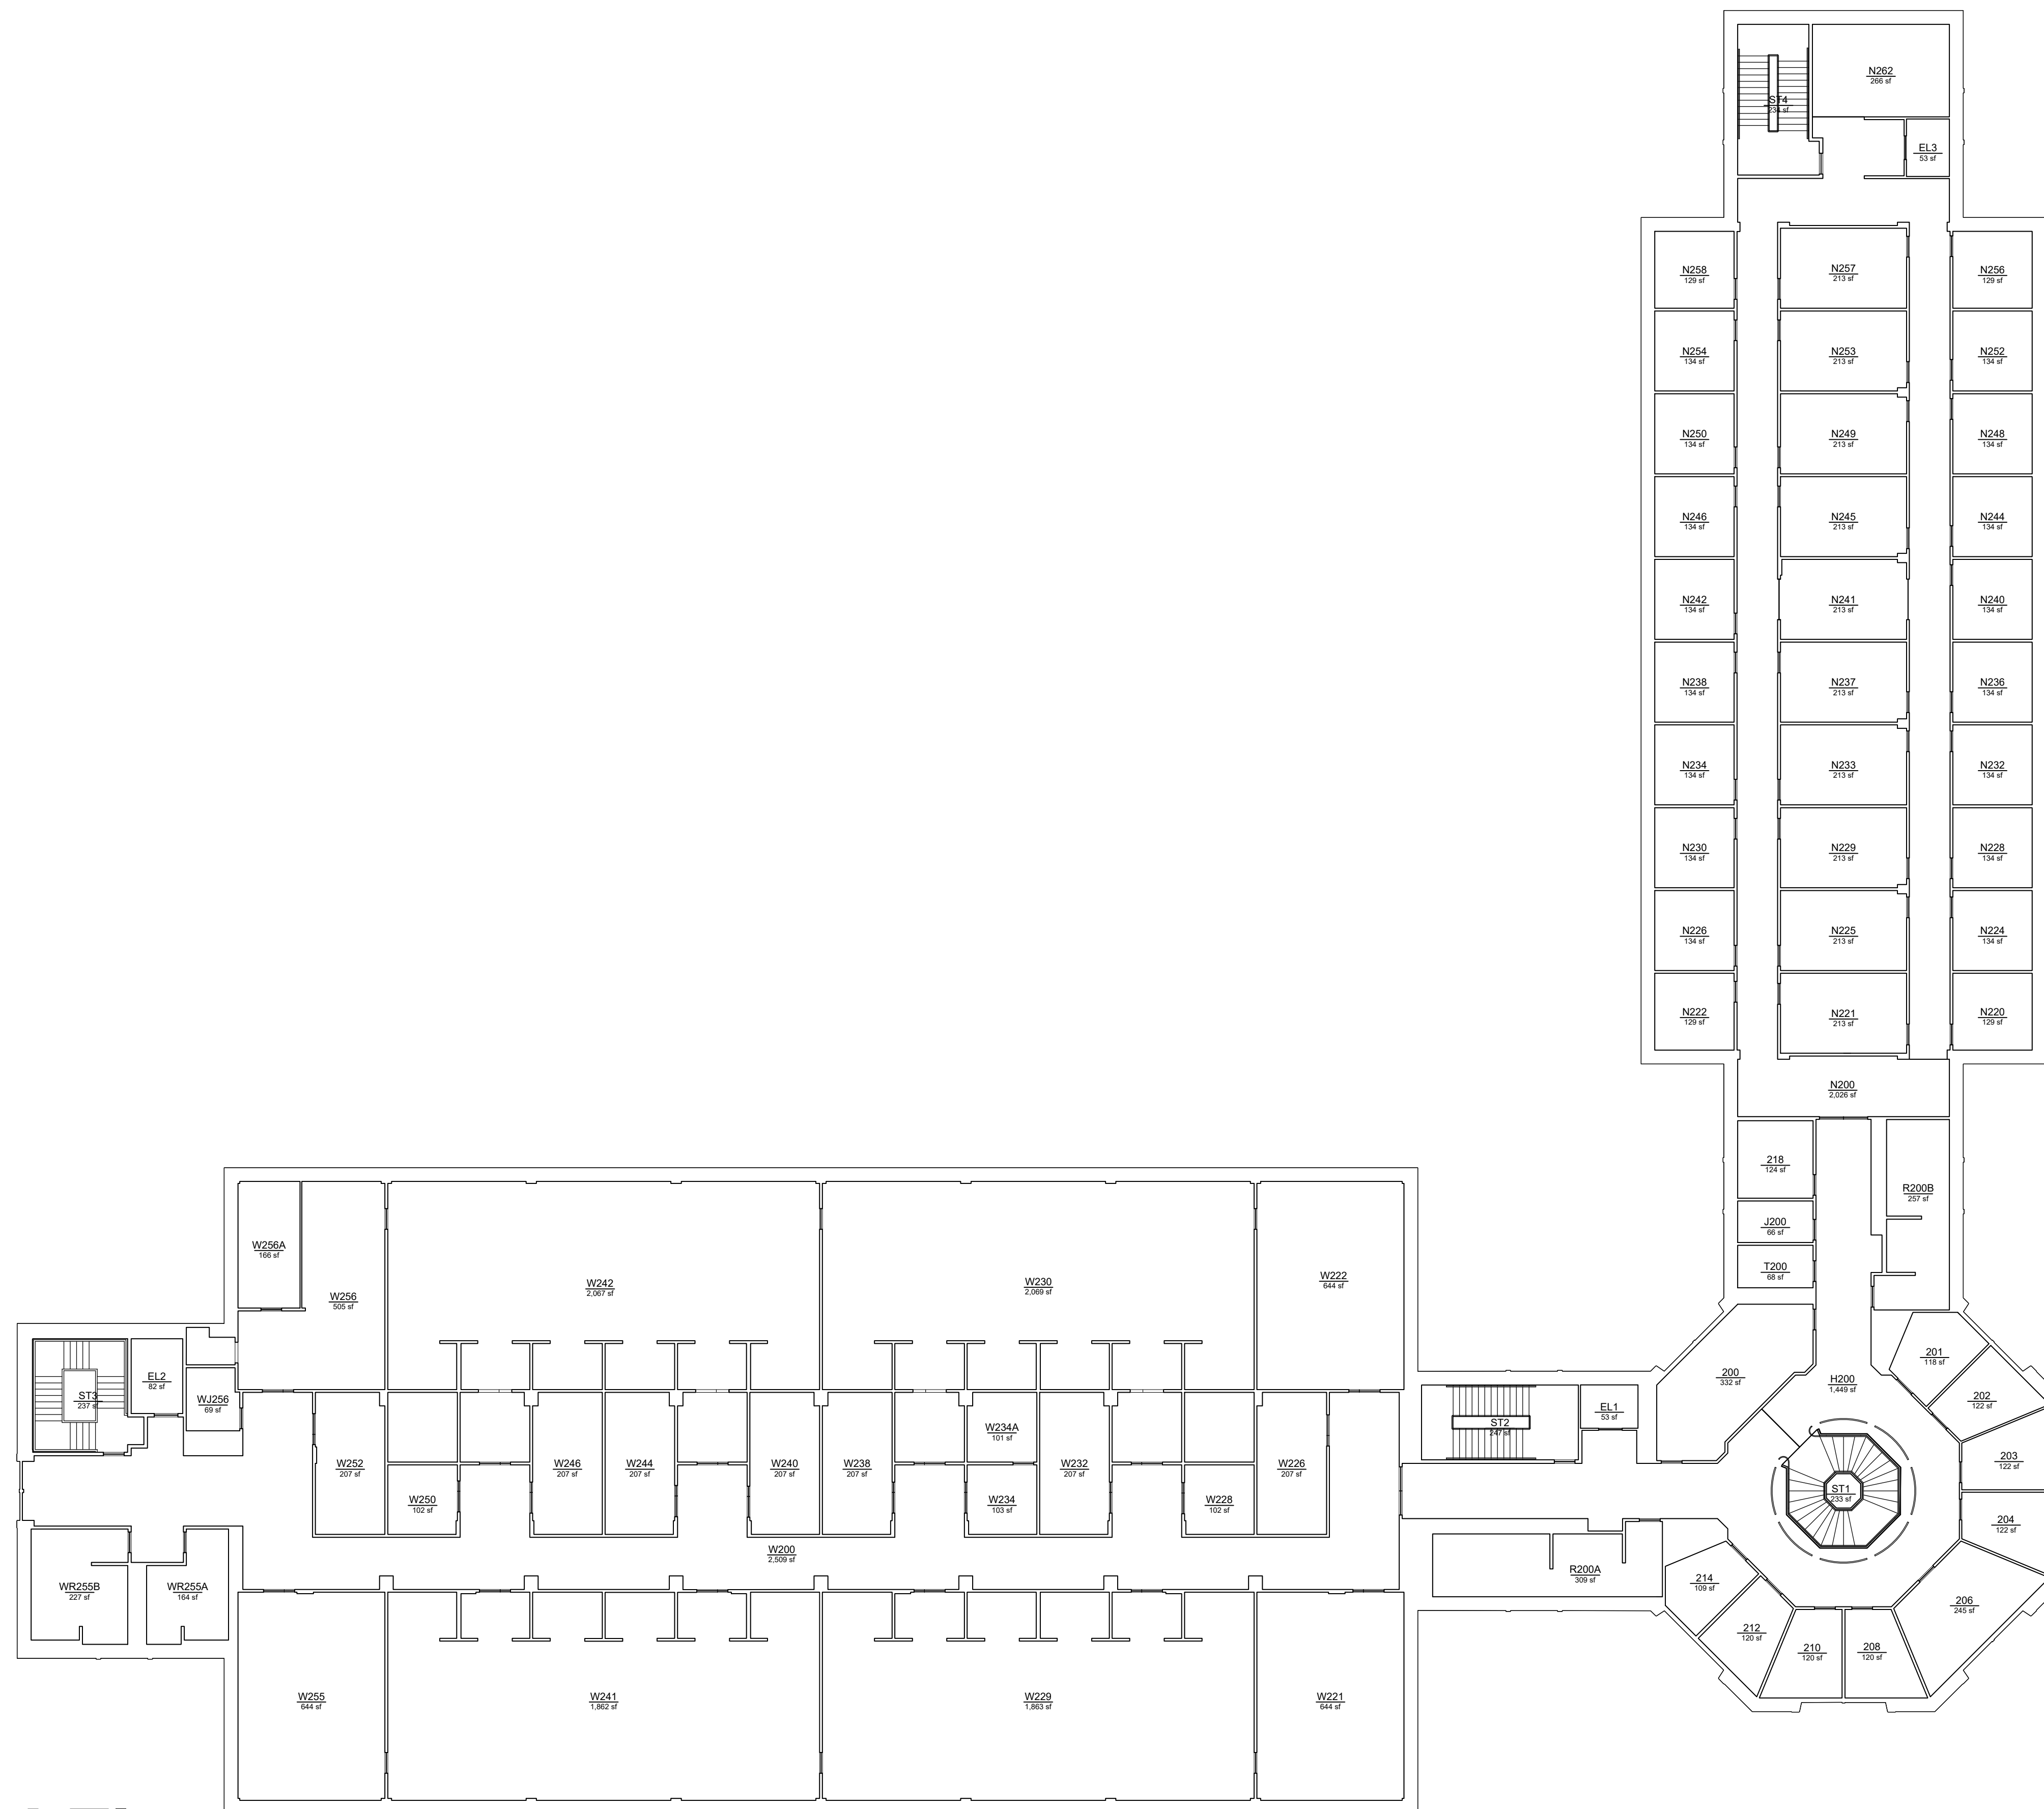 N262
266 sf
ST4
234 sf
EL3
53 sf
N258
129 sf
N257
213 sf
N256
129 sf
N254
134 sf
N253
213 sf
N252
134 sf
N250
134 sf
N249
213 sf
N248
134 sf
N246
134 sf
N245
213 sf
N244
134 sf
N242
134 sf
N241
213 sf
N240
134 sf
N238
134 sf
N237
213 sf
N236
134 sf
N234
134 sf
N233
213 sf
N232
134 sf
N230
134 sf
N229
213 sf
N228
134 sf
N226
134 sf
N225
213 sf
N224
134 sf
N222
129 sf
N221
213 sf
N220
129 sf
N200
2,026 sf
218
124 sf
R200B
257 sf
J200
66 sf
T200
68 sf
W256A
166 sf
W256
505 sf
W242
2,067 sf
W230
2,069 sf
W222
644 sf
201
118 sf
200
332 sf
H200
1,449 sf
202
122 sf
EL2
82 sf
ST3
237 sf
WJ256
69 sf
EL1
53 sf
ST2
247 sf
W234A
101 sf
203
122 sf
W252
207 sf
W246
207 sf
W244
207 sf
W240
207 sf
W238
207 sf
W232
207 sf
W226
207 sf
W250
102 sf
W234
103 sf
W228
102 sf
ST1
233 sf
204
122 sf
W200
2,509 sf
R200A
309 sf
WR255B
227 sf
WR255A
164 sf
214
109 sf
206
245 sf
212
120 sf
210
120 sf
208
120 sf
W255
644 sf
W241
1,862 sf
W229
1,863 sf
W221
644 sf